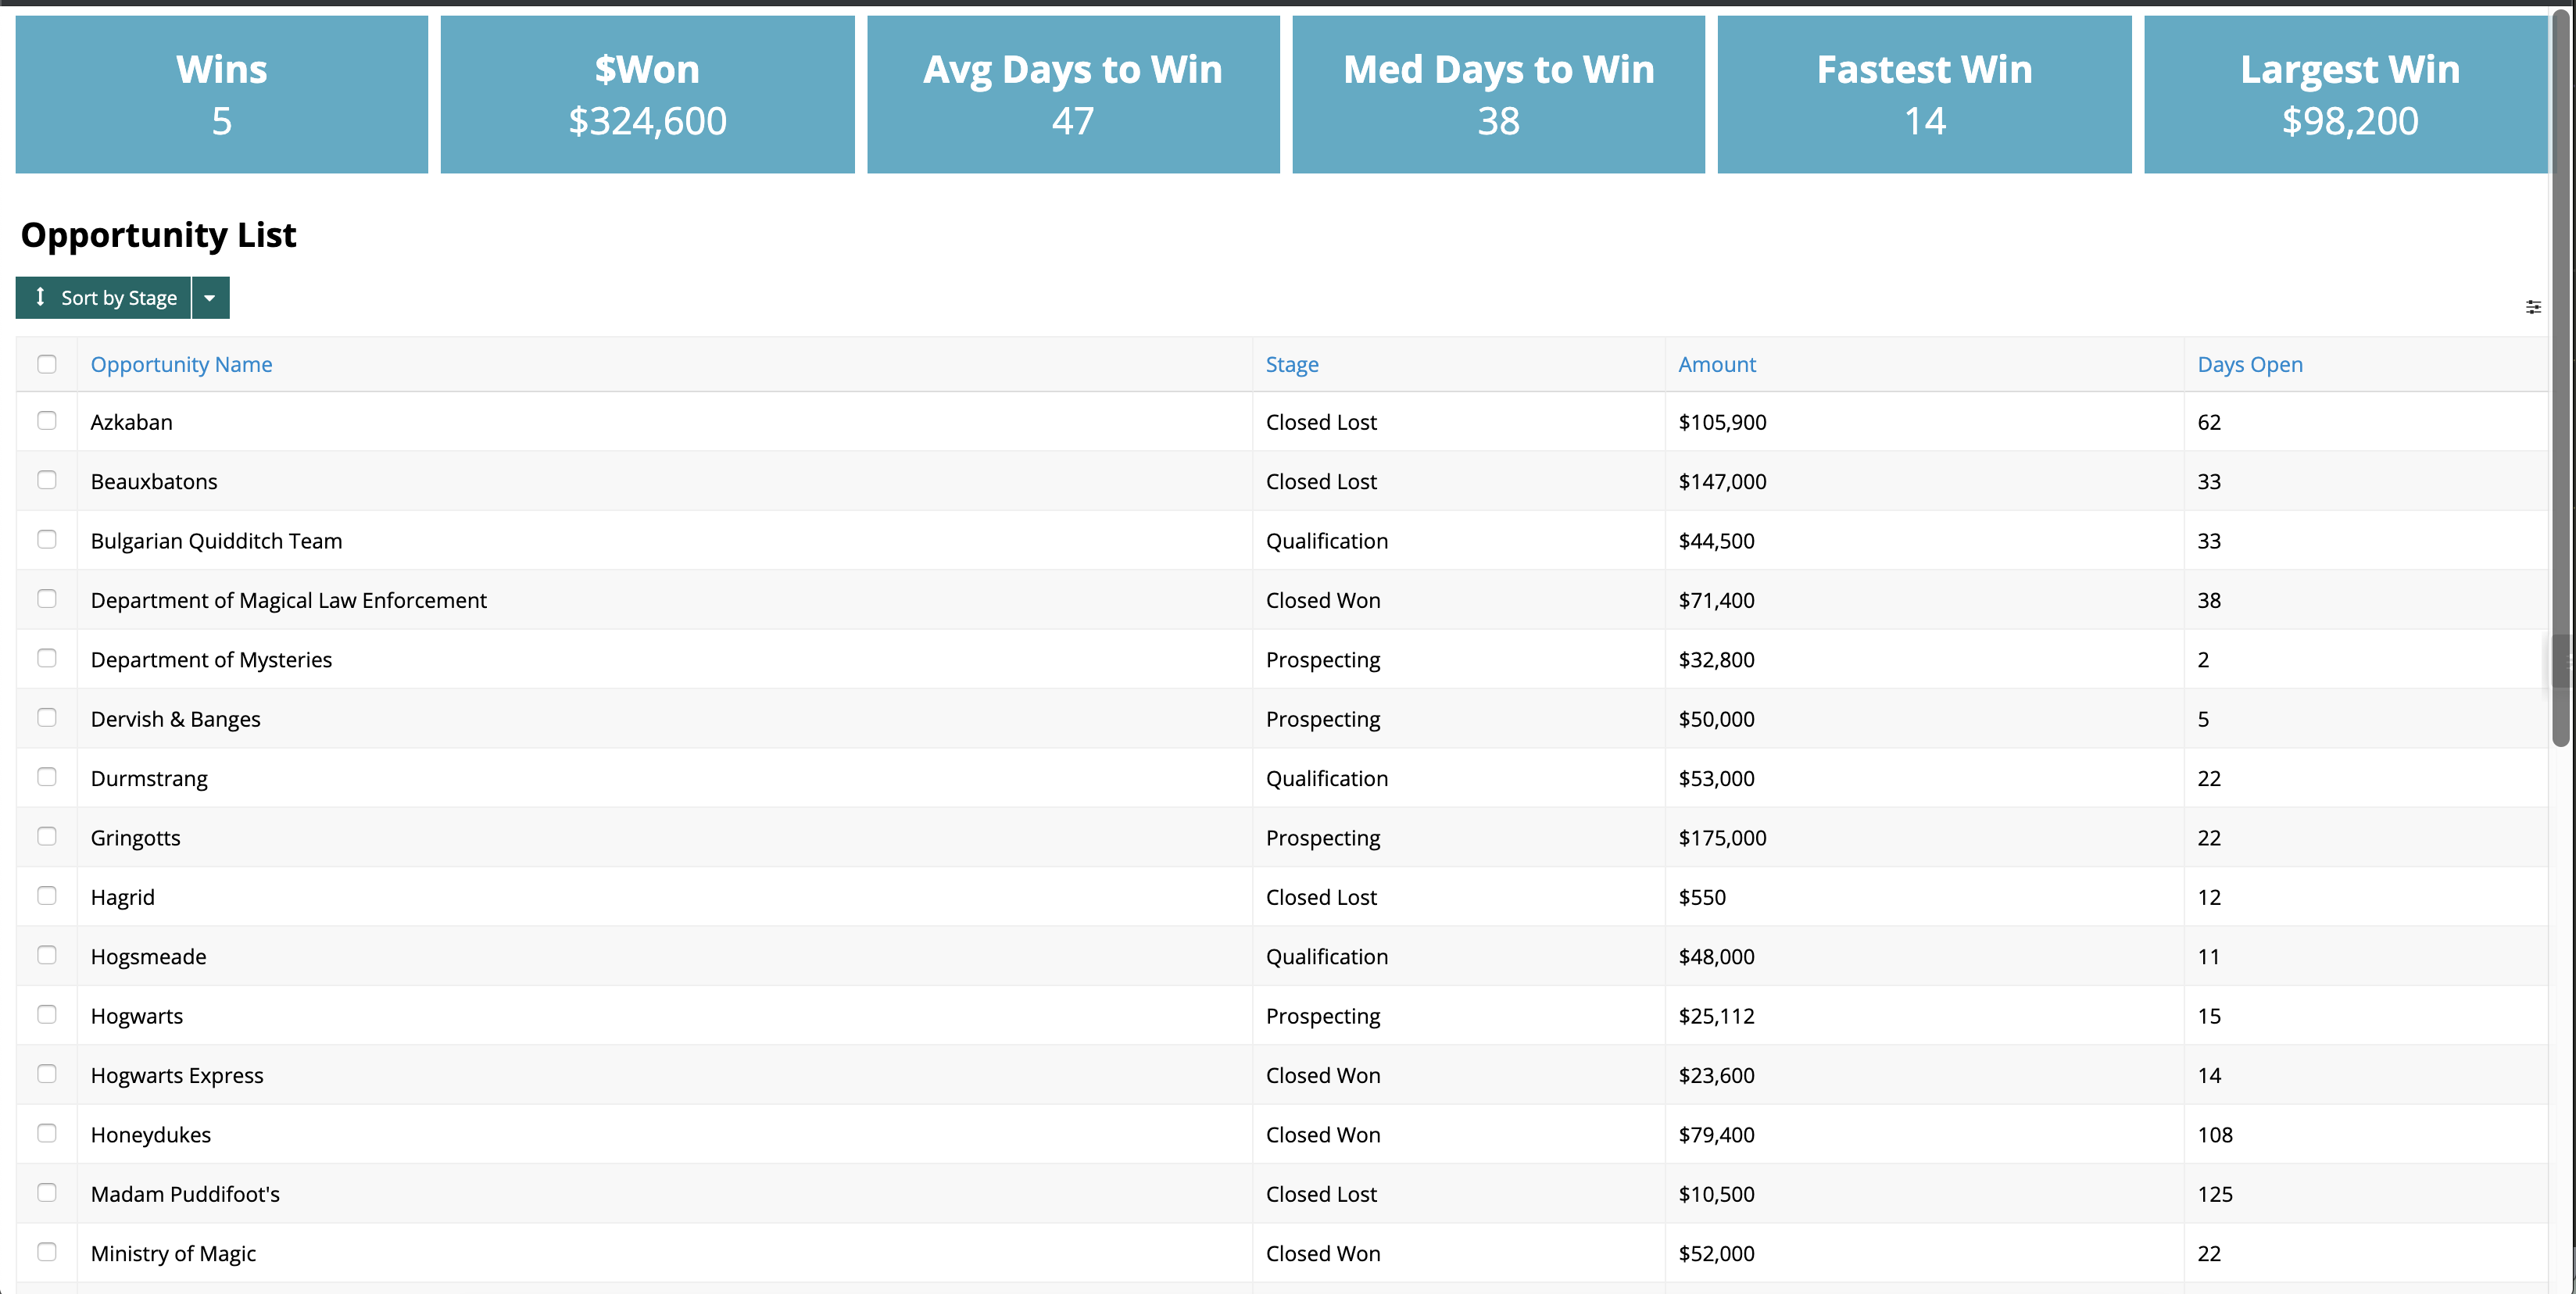 Wins $Won Avg Days to Win Med Days to Win Fastest Win Largest Win
5 $324,600 47 38 14 $98,200
Opportunity List
Sort by Stage
Opportunity Name Stage Amount Days Open
Azkaban Closed Lost $105,900 62
Beauxbatons Closed Lost $147,000 33
Bulgarian Quidditch Team Qualification $44,500 33
Department of Magical Law Enforcement Closed Won $71,400 38
Department of Mysteries Prospecting $32,800 2
Dervish & Banges Prospecting $50,000 5
Durmstrang Qualification $53,000 22
Gringotts Prospecting $175,000 22
Hagrid Closed Lost $550 12
Hogsmeade Qualification $48,000 11
Hogwarts Prospecting $25,112 15
Hogwarts Express Closed Won $23,600 14
Honeydukes Closed Won $79,400 108
Madam Puddifoot's Closed Lost $10,500 125
Ministry of Magic Closed Won $52,000 22